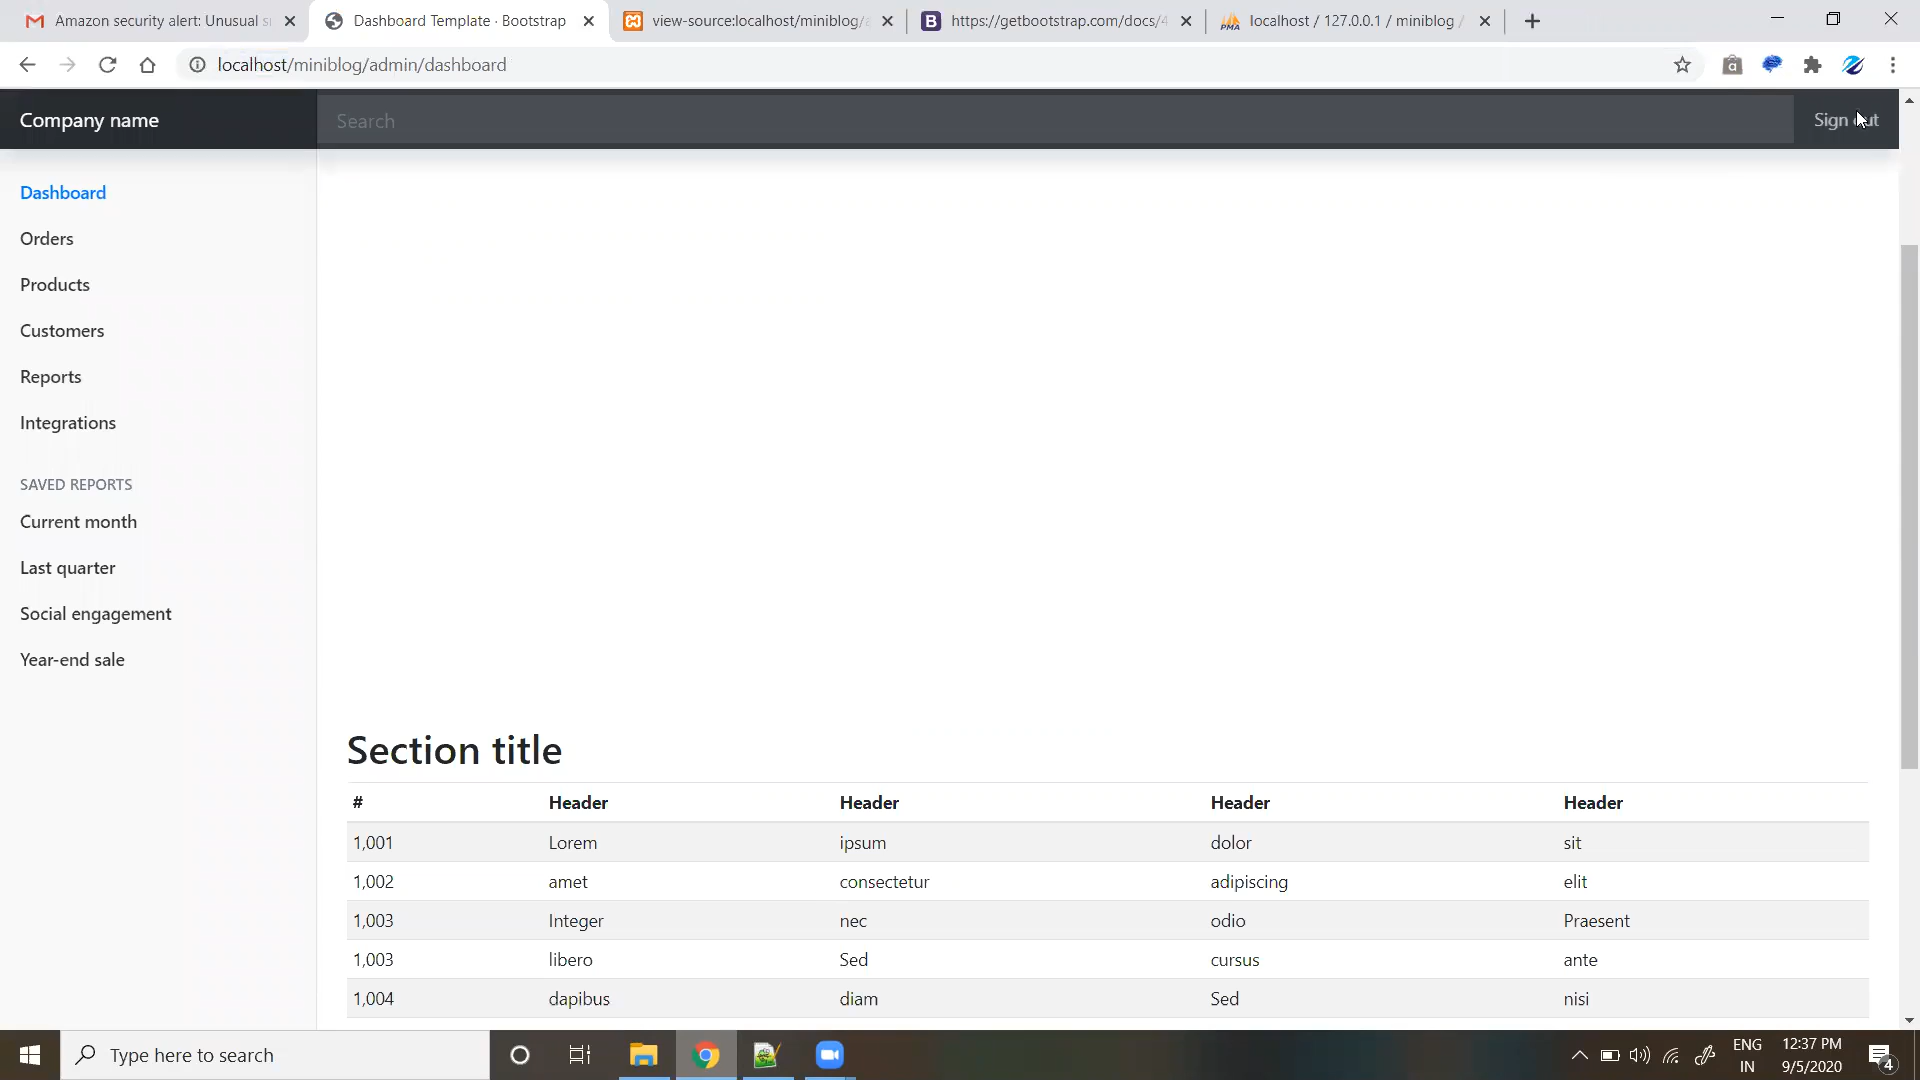 Amazon security alert: Unusual s
Dashboard Template · Bootstrap
view-source:localhost/miniblog/
https://getbootstrap.com/docs/4
localhost / 127.0.0.1 / miniblog /
localhost/miniblog/admin/dashboard
Company name
Search
Sign out
Dashboard
Orders
Products
Customers
Reports
Integrations
SAVED REPORTS
Current month
Last quarter
Social engagement
Year-end sale
Section title
# Header Header Header Header
1,001 Lorem ipsum dolor sit
1,002 amet consectetur adipiscing elit
1,003 Integer nec odio Praesent
1,003 libero Sed cursus ante
1,004 dapibus diam Sed nisi
Type here to search
ENG
IN
12:37 PM
9/5/2020
4